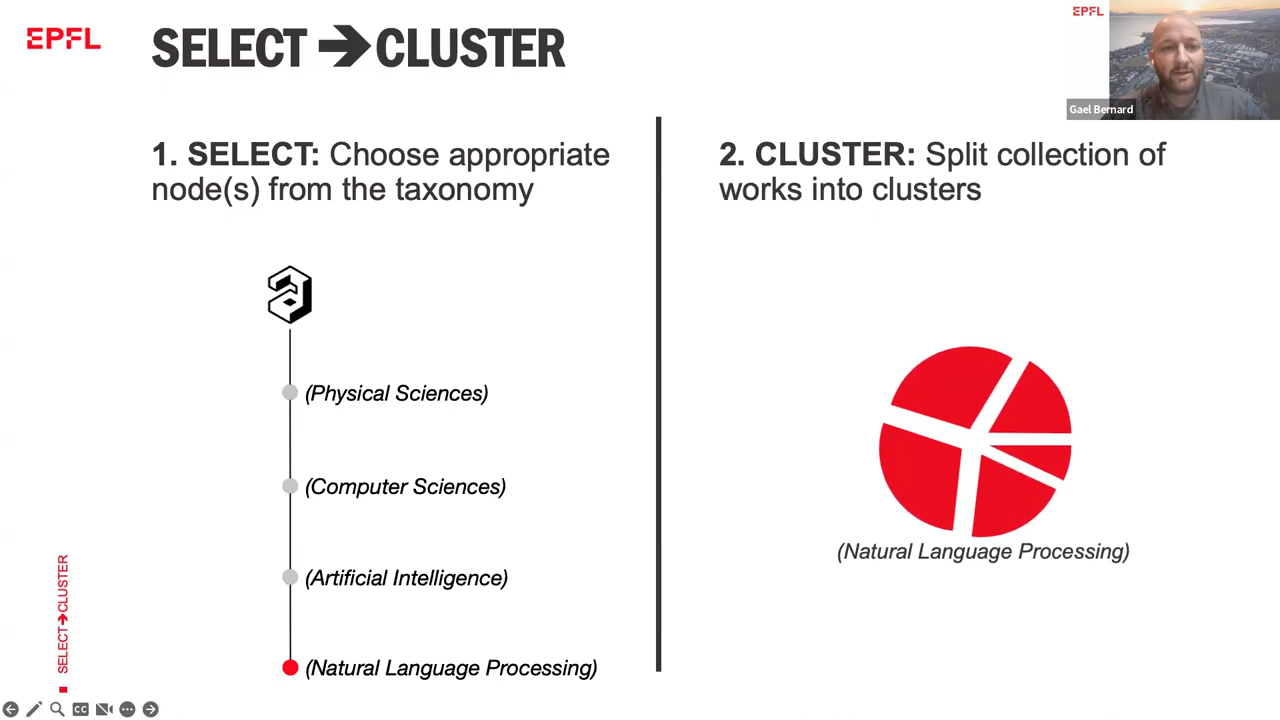 EPFL
SELECT ➔ CLUSTER
EPFL
Gael Bernard
1. SELECT: Choose appropriate
node(s) from the taxonomy
2. CLUSTER: Split collection of
works into clusters
(Physical Sciences)
(Computer Sciences)
(Artificial Intelligence)
(Natural Language Processing)
(Natural Language Processing)
SELECT➔CLUSTER
CC